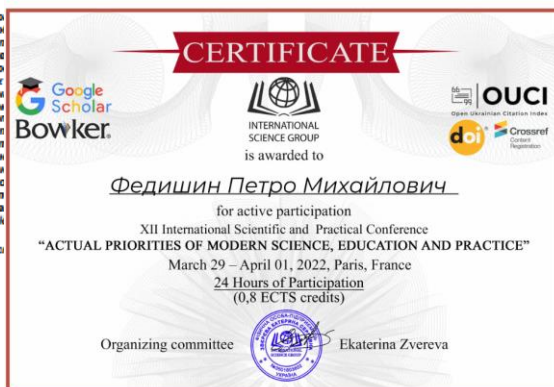 CERTIFICATE
Google
Scholar
Bowker
INTERNATIONAL
SCIENCE GROUP
OUCI
Open Ukrainian Citation Index
doi
Crossref
Content
Registration
is awarded to
Федишин Петро Михайлович
for active participation
XII International Scientific and Practical Conference
“ACTUAL PRIORITIES OF MODERN SCIENCE, EDUCATION AND PRACTICE”
March 29 – April 01, 2022, Paris, France
24 Hours of Participation
(0,8 ECTS credits)
Organizing committee
Ekaterina Zvereva